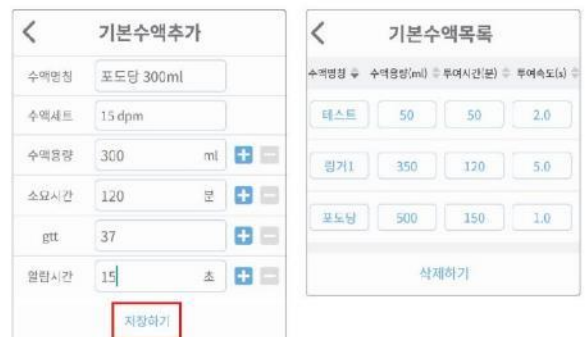 기본수액추가
수액명칭 포도당 300ml
수액세트 15 dpm
수액용량 300 ml
소요시간 120 분
gtt 37
열림시간 15 초
저장하기
기본수액목록
수액명칭 수액용량(ml) 투여시간(분) 투여속도(s)
테스트 50 50 2.0
링거1 350 120 5.0
포도당 500 150 1.0
삭제하기